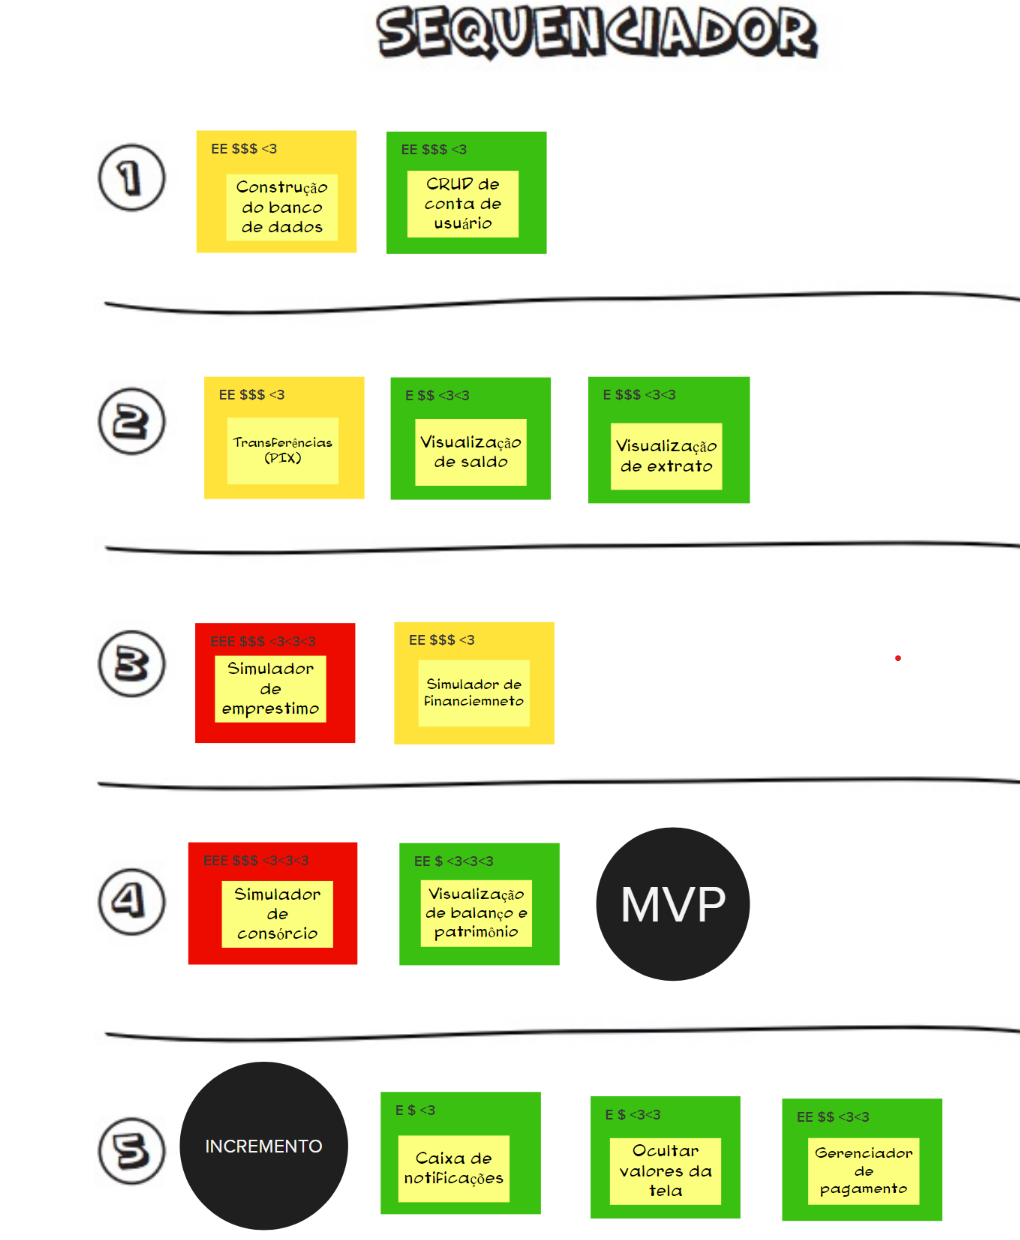 SEQUENCIADOR
1
EE $$$ <3
Construção
do banco
de dados
EE $$$ <3
CRUD de
conta de
usuário
2
EE $$$ <3
Transferências
(PIX)
E $$ <3<3
Visualização
de saldo
E $$$ <3<3
Visualização
de extrato
3
EEE $$$ <3<3<3
Simulador
de
emprestimo
EE $$$ <3
Simulador de
financiemneto
4
EEE $$$ <3<3<3
Simulador
de
consórcio
EE $ <3<3<3
Visualização
de balanço e
patrimônio
MVP
5
INCREMENTO
E $ <3
Caixa de
notificações
E $ <3<3
Ocultar
valores da
tela
EE $$ <3<3
Gerenciador
de
pagamento